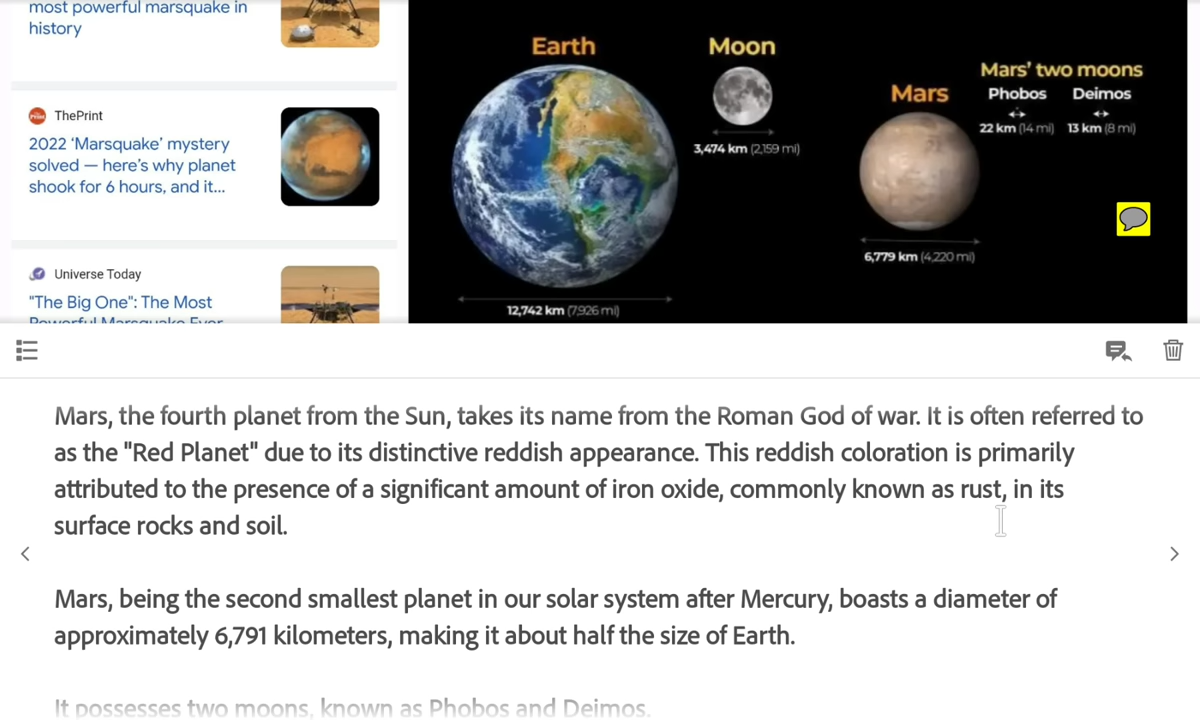 most powerful marsquake in
history
ThePrint
2022 ‘Marsquake’ mystery
solved — here’s why planet
shook for 6 hours, and it...
Universe Today
"The Big One": The Most
Powerful Marsquake Ever
Earth
12,742 km (7,926 mi)
Moon
3,474 km (2,159 mi)
Mars
6,779 km (4,220 mi)
Mars’ two moons
Phobos
22 km (14 mi)
Deimos
13 km (8 mi)
Mars, the fourth planet from the Sun, takes its name from the Roman God of war. It is often referred to
as the "Red Planet" due to its distinctive reddish appearance. This reddish coloration is primarily
attributed to the presence of a significant amount of iron oxide, commonly known as rust, in its
surface rocks and soil.
Mars, being the second smallest planet in our solar system after Mercury, boasts a diameter of
approximately 6,791 kilometers, making it about half the size of Earth.
It possesses two moons, known as Phobos and Deimos.